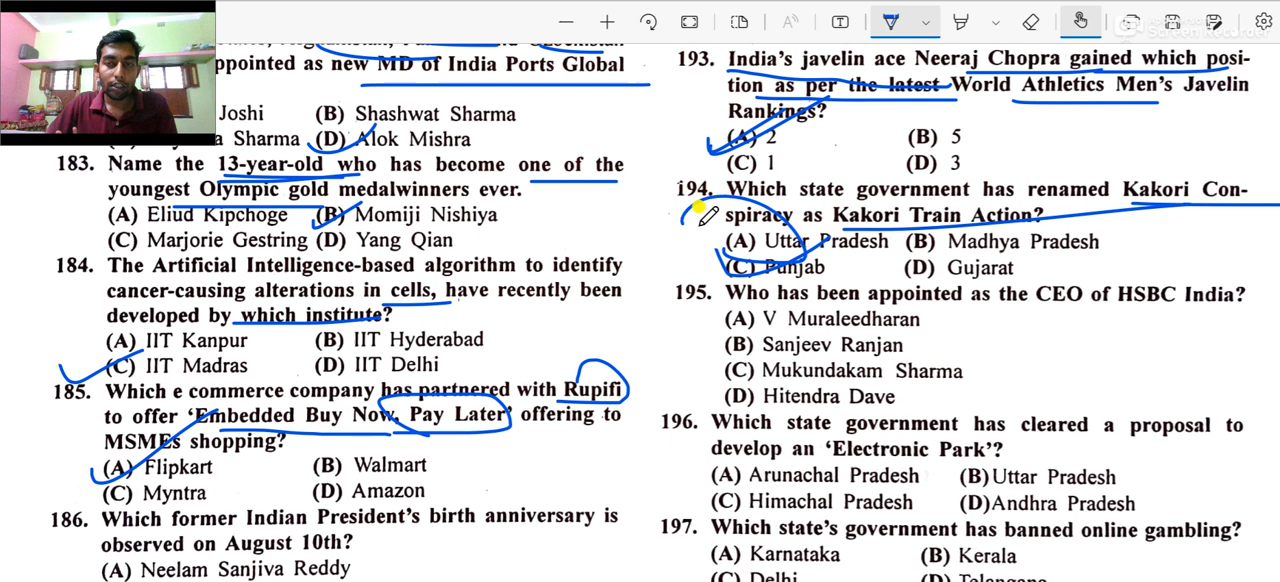 ppointed as new MD of India Ports Global
Joshi (B) Shashwat Sharma
a Sharma (D) Alok Mishra
183. Name the 13-year-old who has become one of the
youngest Olympic gold medalwinners ever.
(A) Eliud Kipchoge (B) Momiji Nishiya
(C) Marjorie Gestring (D) Yang Qian
184. The Artificial Intelligence-based algorithm to identify
cancer-causing alterations in cells, have recently been
developed by which institute?
(A) IIT Kanpur (B) IIT Hyderabad
(C) IIT Madras (D) IIT Delhi
185. Which e commerce company has partnered with Rupifi
to offer ‘Embedded Buy Now, Pay Later’ offering to
MSMEs shopping?
(A) Flipkart (B) Walmart
(C) Myntra (D) Amazon
186. Which former Indian President’s birth anniversary is
observed on August 10th?
(A) Neelam Sanjiva Reddy
193. India’s javelin ace Neeraj Chopra gained which posi-
tion as per the latest World Athletics Men’s Javelin
Rankings?
(A) 2 (B) 5
(C) 1 (D) 3
194. Which state government has renamed Kakori Con-
spiracy as Kakori Train Action?
(A) Uttar Pradesh (B) Madhya Pradesh
(C) Punjab (D) Gujarat
195. Who has been appointed as the CEO of HSBC India?
(A) V Muraleedharan
(B) Sanjeev Ranjan
(C) Mukundakam Sharma
(D) Hitendra Dave
196. Which state government has cleared a proposal to
develop an ‘Electronic Park’?
(A) Arunachal Pradesh (B) Uttar Pradesh
(C) Himachal Pradesh (D) Andhra Pradesh
197. Which state’s government has banned online gambling?
(A) Karnataka (B) Kerala
(C) Delhi (D) Telangana
Screen Recorder